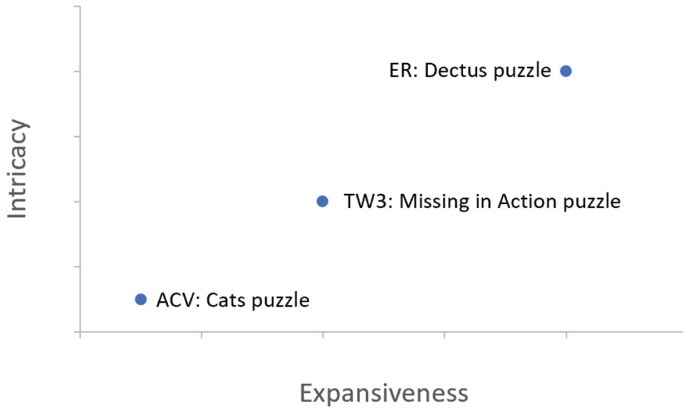 ER: Dectus puzzle
Intricacy
TW3: Missing in Action puzzle
ACV: Cats puzzle
Expansiveness